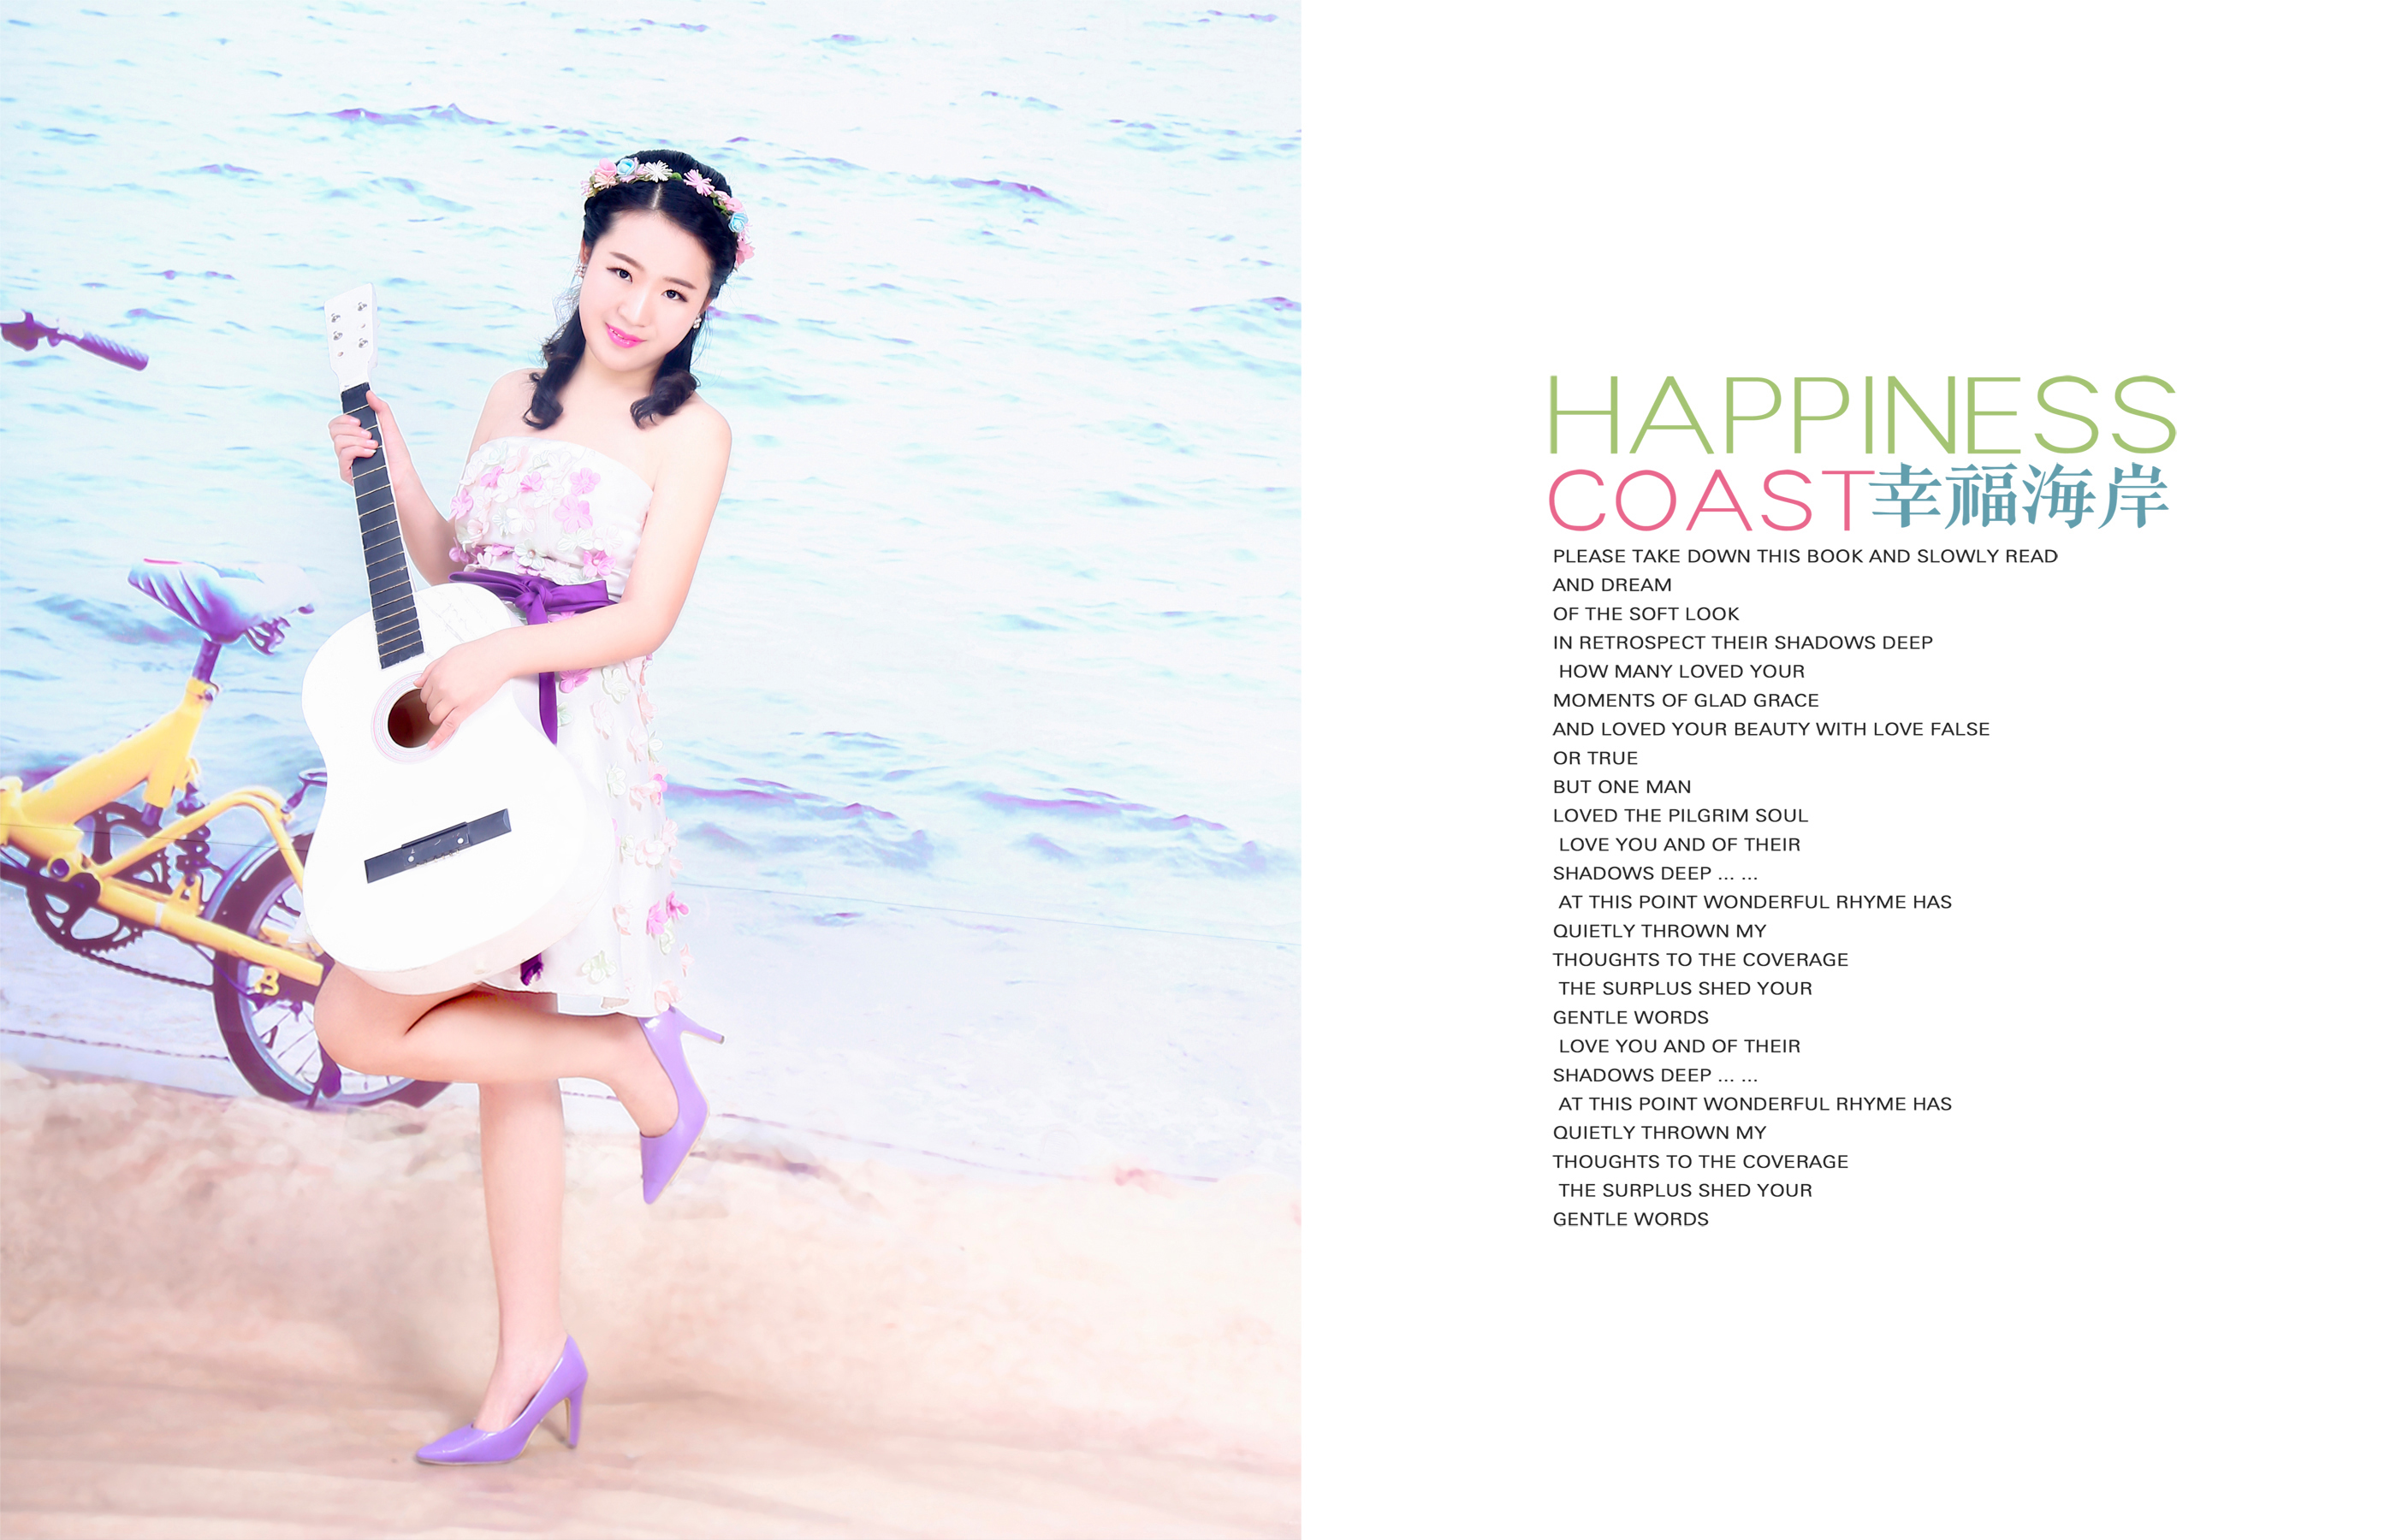 HAPPINESS
COAST幸福海岸
PLEASE TAKE DOWN THIS BOOK AND SLOWLY READ
AND DREAM
OF THE SOFT LOOK
IN RETROSPECT THEIR SHADOWS DEEP
HOW MANY LOVED YOUR
MOMENTS OF GLAD GRACE
AND LOVED YOUR BEAUTY WITH LOVE FALSE
OR TRUE
BUT ONE MAN
LOVED THE PILGRIM SOUL
LOVE YOU AND OF THEIR
SHADOWS DEEP ... ...
AT THIS POINT WONDERFUL RHYME HAS
QUIETLY THROWN MY
THOUGHTS TO THE COVERAGE
THE SURPLUS SHED YOUR
GENTLE WORDS
LOVE YOU AND OF THEIR
SHADOWS DEEP ... ...
AT THIS POINT WONDERFUL RHYME HAS
QUIETLY THROWN MY
THOUGHTS TO THE COVERAGE
THE SURPLUS SHED YOUR
GENTLE WORDS